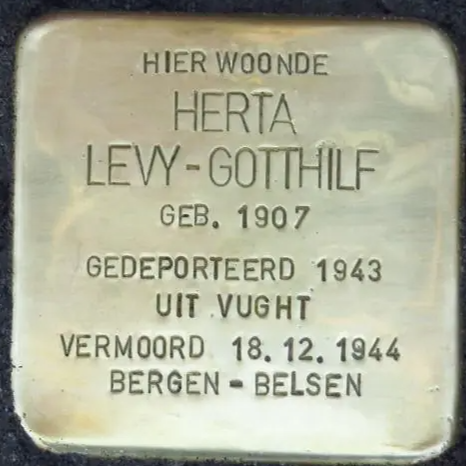 HIER WOONDE
HERTA
LEVY-GOTTHILF
GEB. 1907
GEDEPORTEERD 1943
UIT VUGHT
VERMOORD 18.12.1944
BERGEN-BELSEN